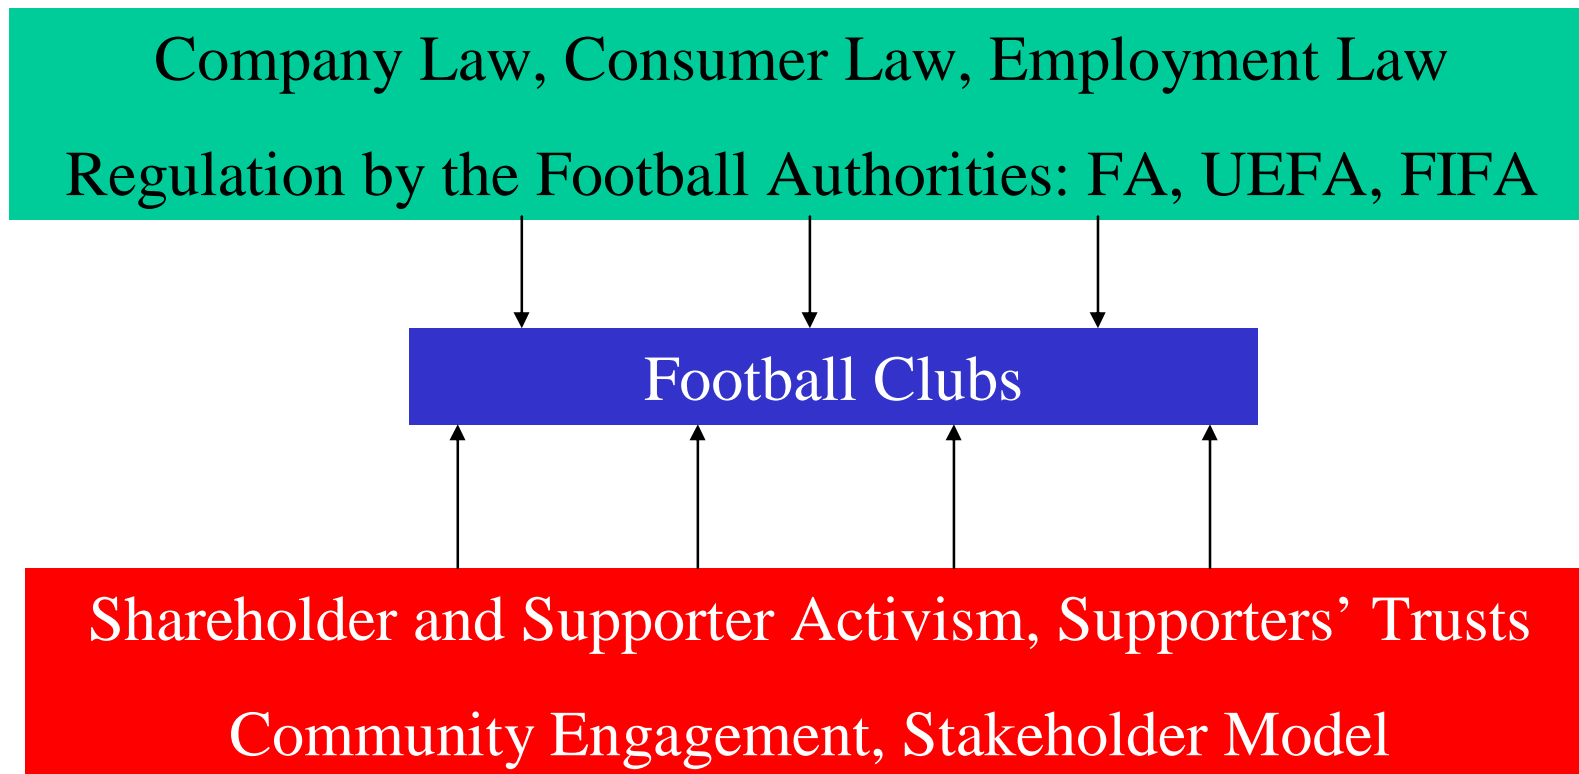 Company Law, Consumer Law, Employment Law
Regulation by the Football Authorities: FA, UEFA, FIFA
Football Clubs
Shareholder and Supporter Activism, Supporters’ Trusts
Community Engagement, Stakeholder Model